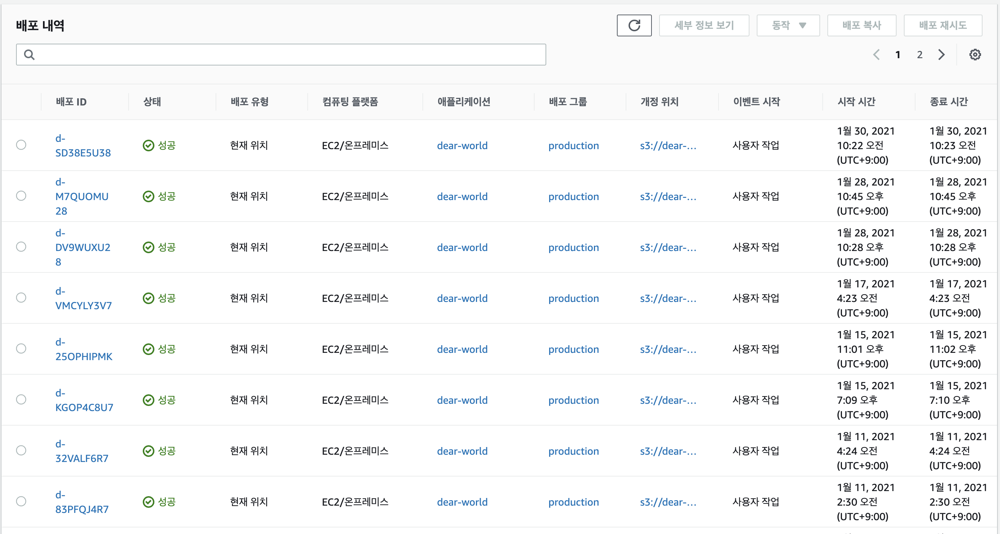 배포 내역
세부 정보 보기
동작
배포 복사
배포 재시도
1
2
배포 ID
상태
배포 유형
컴퓨팅 플랫폼
애플리케이션
배포 그룹
개정 위치
이벤트 시작
시작 시간
종료 시간
d-
SD38E5U38
성공
현재 위치
EC2/온프레미스
dear-world
production
s3://dear-...
사용자 작업
1월 30, 2021
10:22 오전
(UTC+9:00)
1월 30, 2021
10:23 오전
(UTC+9:00)
d-
M7QUOMU
28
성공
현재 위치
EC2/온프레미스
dear-world
production
s3://dear-...
사용자 작업
1월 28, 2021
10:45 오후
(UTC+9:00)
1월 28, 2021
10:45 오후
(UTC+9:00)
d-
DV9WUXU2
8
성공
현재 위치
EC2/온프레미스
dear-world
production
s3://dear-...
사용자 작업
1월 28, 2021
10:28 오후
(UTC+9:00)
1월 28, 2021
10:28 오후
(UTC+9:00)
d-
VMCYLY3V7
성공
현재 위치
EC2/온프레미스
dear-world
production
s3://dear-...
사용자 작업
1월 17, 2021
4:23 오전
(UTC+9:00)
1월 17, 2021
4:23 오전
(UTC+9:00)
d-
25OPHIPMK
성공
현재 위치
EC2/온프레미스
dear-world
production
s3://dear-...
사용자 작업
1월 15, 2021
11:01 오후
(UTC+9:00)
1월 15, 2021
11:02 오후
(UTC+9:00)
d-
KGOP4C8U7
성공
현재 위치
EC2/온프레미스
dear-world
production
s3://dear-...
사용자 작업
1월 15, 2021
7:09 오후
(UTC+9:00)
1월 15, 2021
7:10 오후
(UTC+9:00)
d-
32VALF6R7
성공
현재 위치
EC2/온프레미스
dear-world
production
s3://dear-...
사용자 작업
1월 11, 2021
4:24 오전
(UTC+9:00)
1월 11, 2021
4:24 오전
(UTC+9:00)
d-
83PFQJ4R7
성공
현재 위치
EC2/온프레미스
dear-world
production
s3://dear-...
사용자 작업
1월 11, 2021
2:30 오전
(UTC+9:00)
1월 11, 2021
2:30 오전
(UTC+9:00)